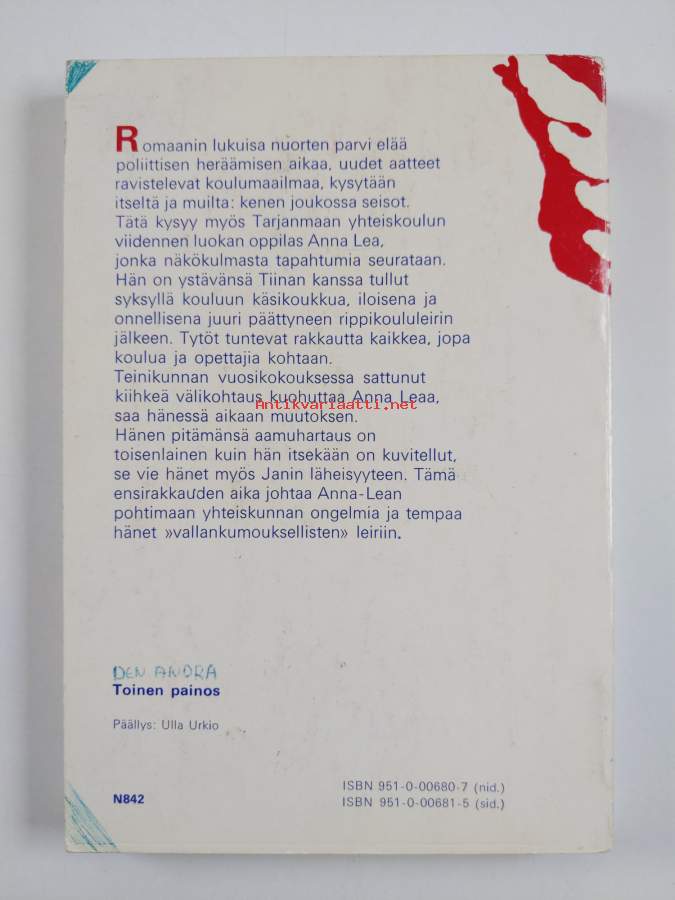 Romaanin lukuisa nuorten parvi elää
poliittisen heräämisen aikaa, uudet aatteet
ravistelevat koulumaailmaa, kysytään
itseltä ja muilta: kenen joukossa seisot.
Tätä kysyy myös Tarjanmaan yhteiskoulun
viidennen luokan oppilas Anna Lea,
jonka näkökulmasta tapahtumia seurataan.
Hän on ystävänsä Tiinan kanssa tullut
syksyllä kouluun käsikoukkua, iloisena ja
onnellisena juuri päättyneen rippikoululeirin
jälkeen. Tytöt tuntevat rakkautta kaikkea, jopa
koulua ja opettajia kohtaan.
Teinikunnan vuosikokouksessa sattunut
kiihkeä välikohtaus kuohuttaa Anna Leaa,
Antikvariaatti.net
saa hänessä aikaan muutoksen.
Hänen pitämänsä aamuhartaus on
toisenlainen kuin hän itsekään on kuvitellut,
se vie hänet myös Janin läheisyyteen. Tämä
ensirakkauden aika johtaa Anna-Lean
pohtimaan yhteiskunnan ongelmia ja tempaa
hänet »vallankumouksellisten» leiriin.
DEN ANDRA
Toinen painos
Päällys: Ulla Urkio
N842
ISBN 951-0-00680-7 (nid.)
ISBN 951-0-00681-5 (sid.)